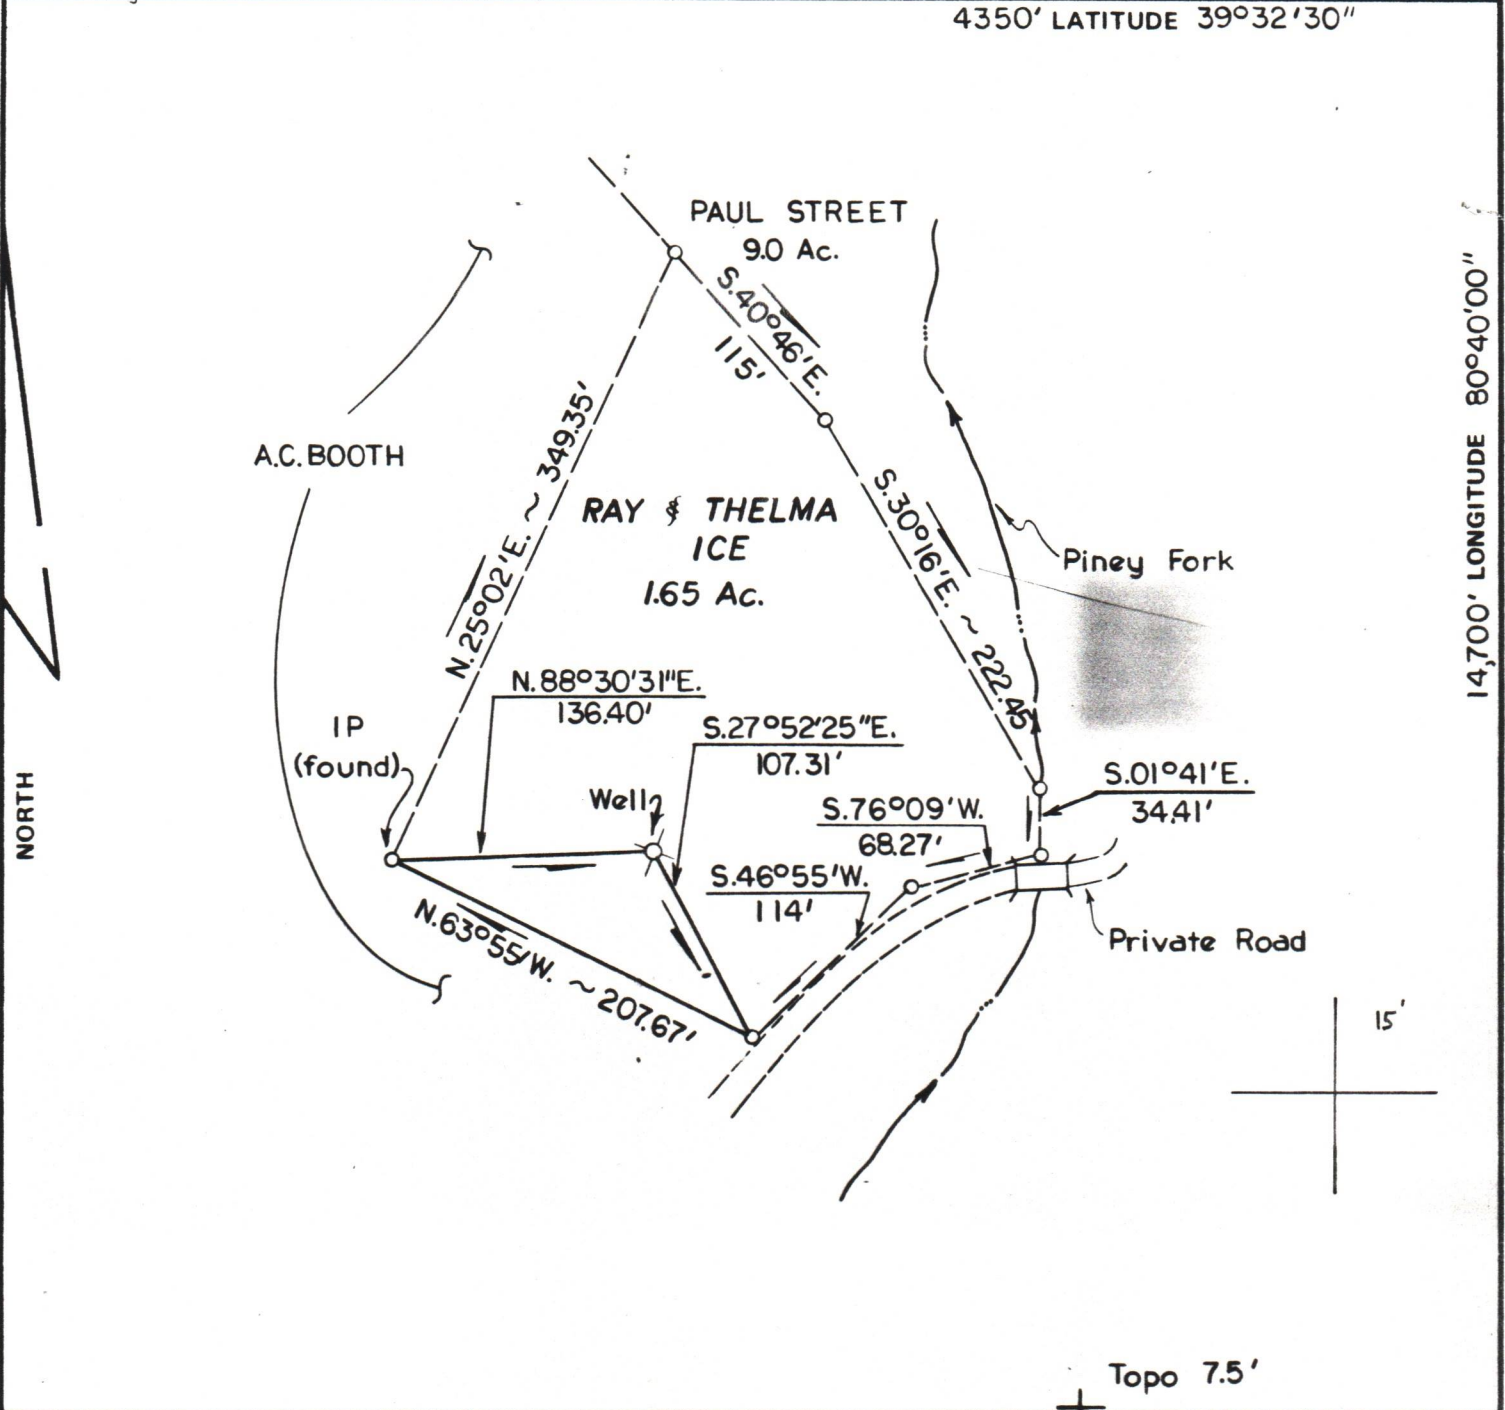 4350' LATITUDE 39°32'30"
PAUL STREET
9.0 Ac.
S.40°46'E.
115'
14,700' LONGITUDE 80°40'00"
N.25°02'E. ~ 349.35'
A.C. BOOTH
RAY & THELMA
ICE
1.65 Ac.
S.30°16'E. ~ 222.45'
Piney Fork
N.88°30'31"E.
136.40'
IP
(found)
S.27°52'25"E.
107.31'
Well
S.01°41'E.
34.41'
S.76°09'W.
68.27'
S.46°55'W.
114'
NORTH
N.63°55'W. ~ 207.67'
Private Road
15'
Topo 7.5'